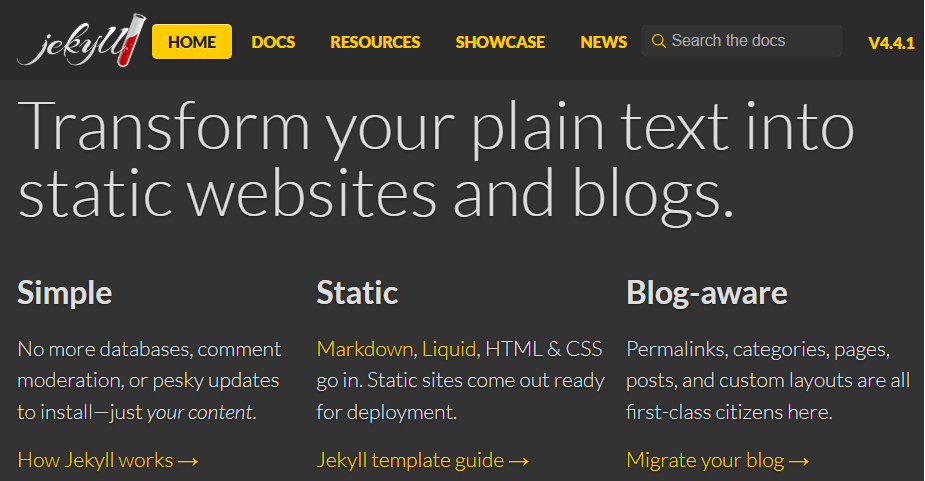 jekyll HOME DOCS RESOURCES SHOWCASE NEWS Search the docs V4.4.1
Transform your plain text into
static websites and blogs.
Simple
No more databases, comment
moderation, or pesky updates
to install—just your content.
How Jekyll works →
Static
Markdown, Liquid, HTML & CSS
go in. Static sites come out ready
for deployment.
Jekyll template guide →
Blog-aware
Permalinks, categories, pages,
posts, and custom layouts are all
first-class citizens here.
Migrate your blog →